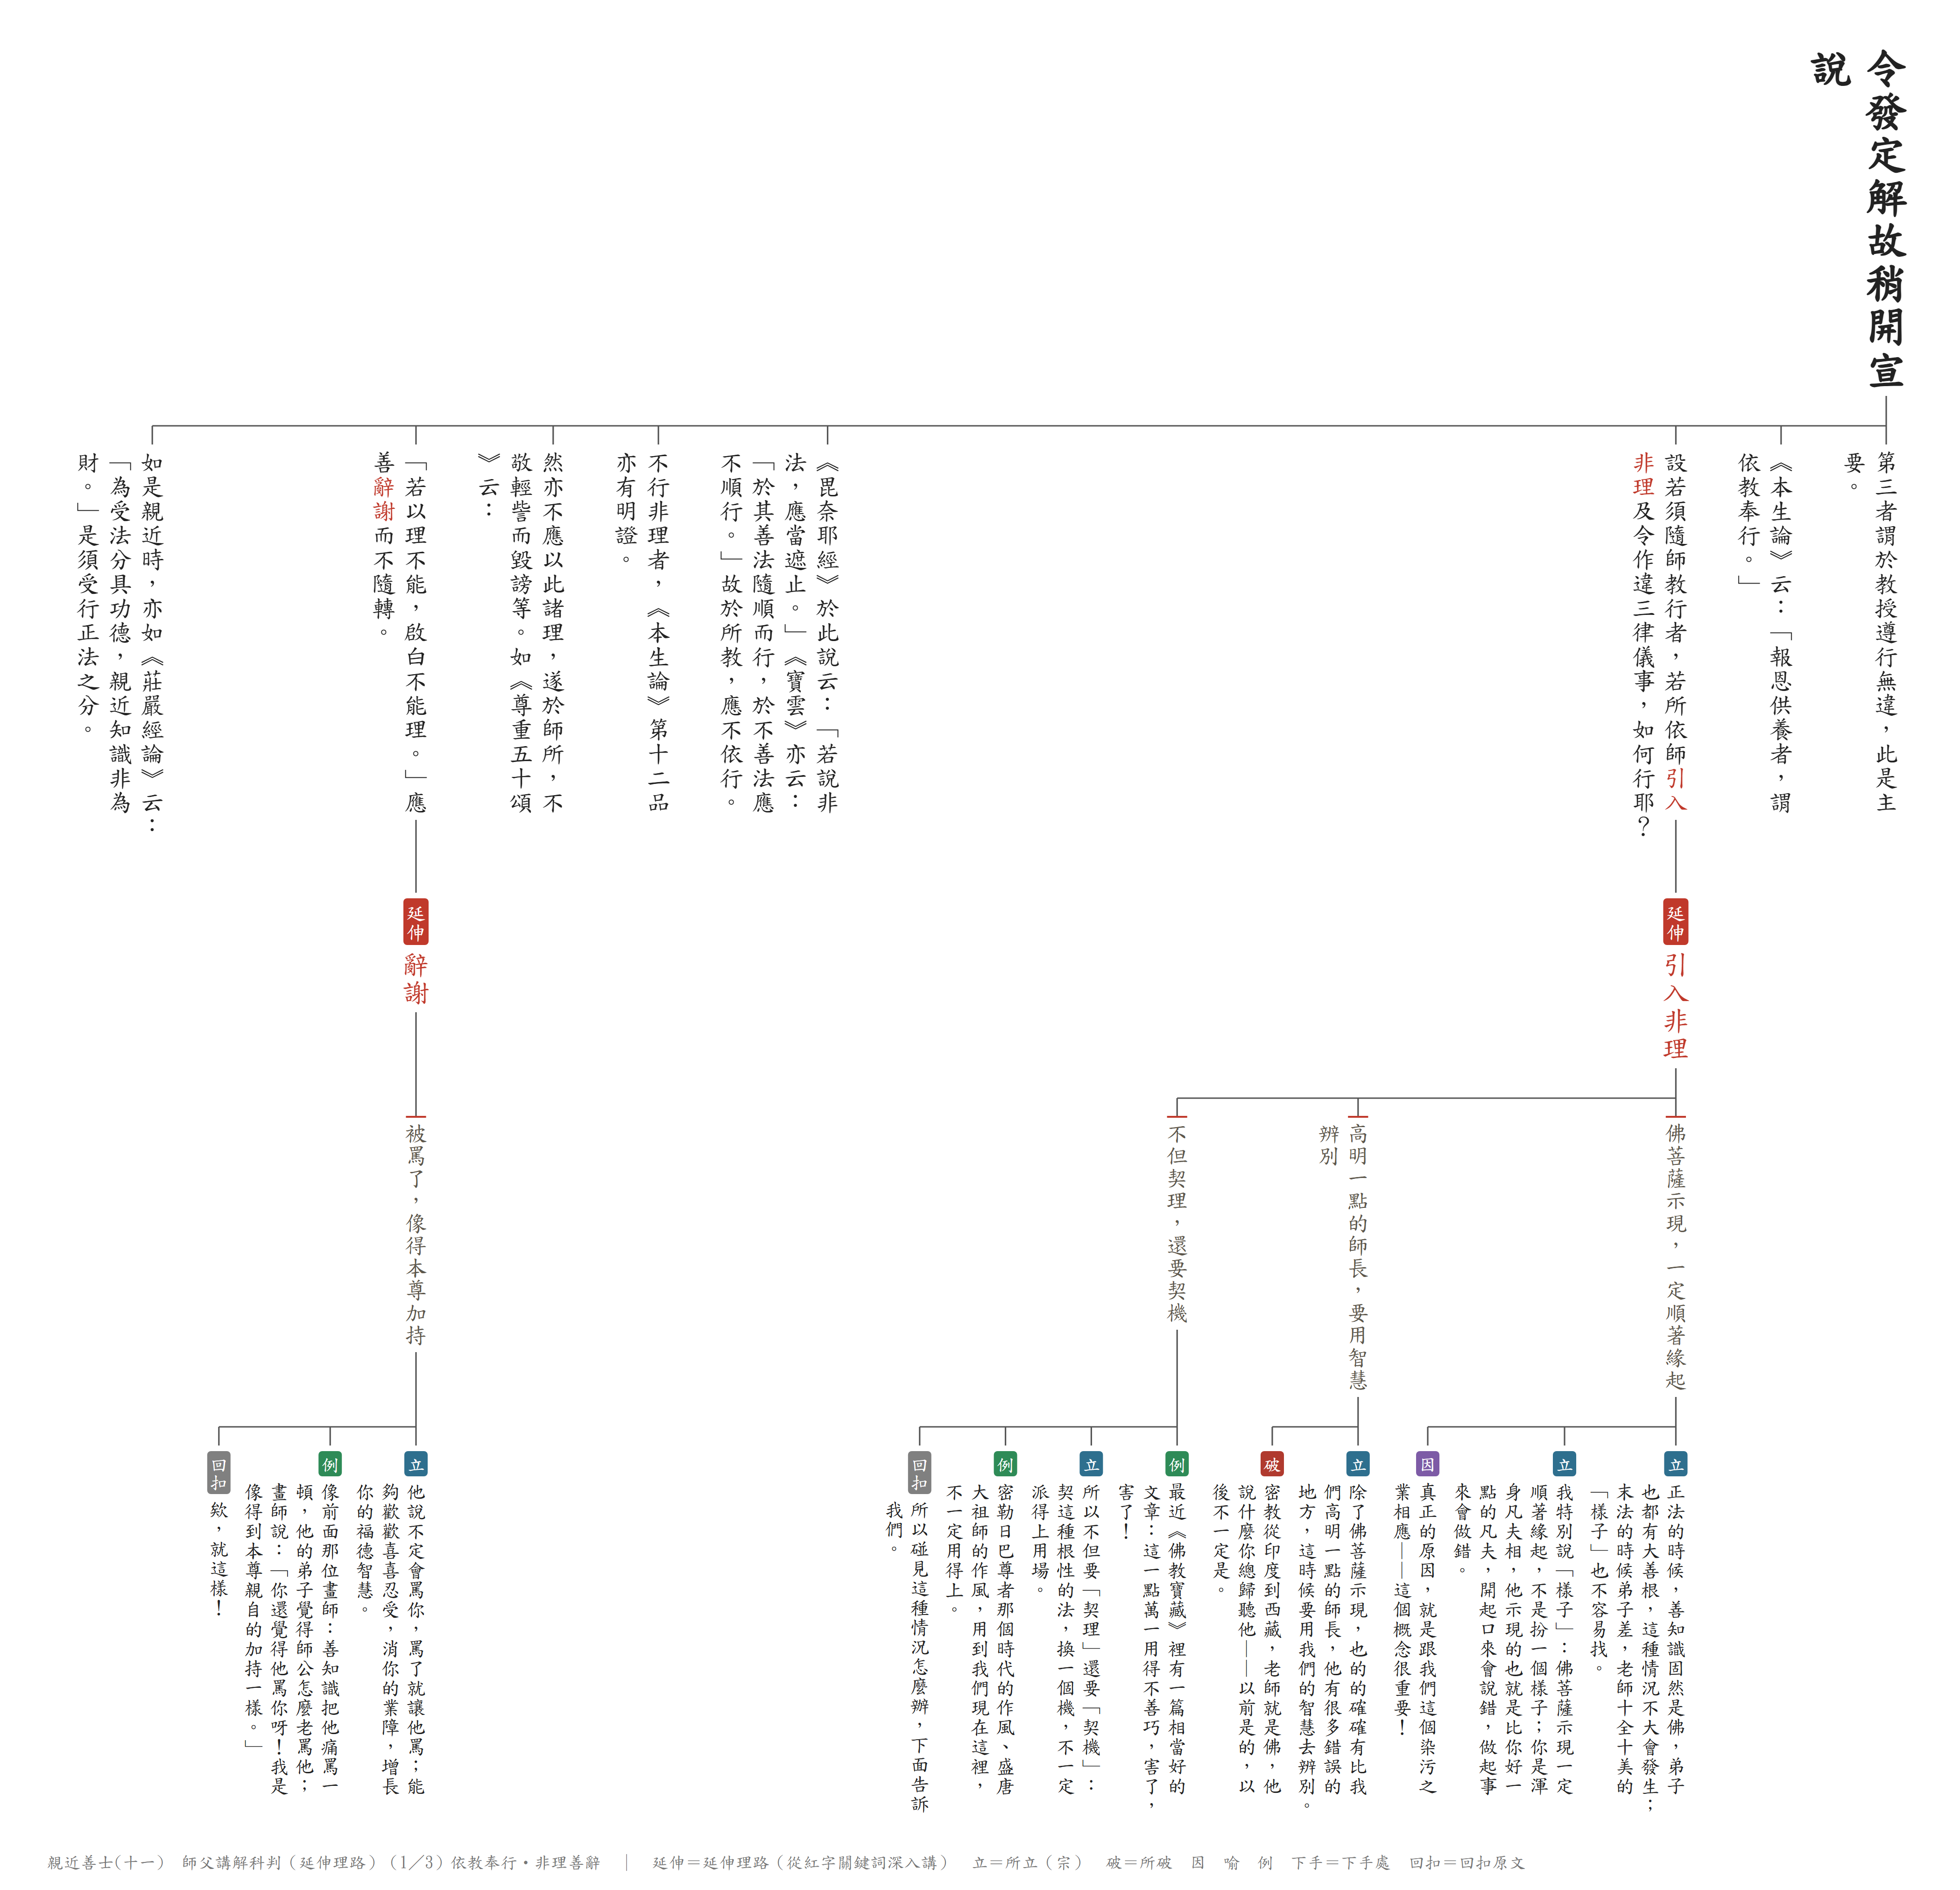 令發定解故稍開宣
說
第三者謂於教授遵行無違，此是主
要。
《本生論》云：「報恩供養者，謂
依教奉行。」
設若須隨師教行者，若所依師引入
非理及令作違三律儀事，如何行耶？
《毘奈耶經》於此說云：「若說非
法，應當遮止。」《寶雲》亦云：
「於其善法隨順而行，於不善法應
不順行。」故於所教，應不依行。
不行非理者，《本生論》第十二品
亦有明證。
然亦不應以此諸理，遂於師所，不
敬輕訾而毀謗等。如《尊重五十頌
》云：
「若以理不能，啟白不能理。」應
善辭謝而不隨轉。
如是親近時，亦如《莊嚴經論》云：
「為受法分具功德，親近知識非為
財。」是須受行正法之分。
延伸
引入非理
佛菩薩示現，一定順著緣起
立
正法的時候，善知識固然是佛，弟子
也都有大善根，這種情況不大會發生；
末法的時候弟子差，老師十全十美的
「樣子」也不容易找。
立
我特別說「樣子」：佛菩薩示現一定
順著緣起，不是扮一個樣子；你是渾
身凡夫相，他示現的也就是比你好一
點的凡夫，開起口來會說錯，做起事
來會做錯。
因
真正的原因，就是跟我們這個染污之
業相應——這個概念很重要！
高明一點的師長，要用智慧
辨別
立
除了佛菩薩示現，也的的確確有比我
們高明一點的師長，他有很多錯誤的
地方，這時候要用我們的智慧去辨別。
破
密教從印度到西藏，老師就是佛，他
說什麼你總歸聽他——以前是的，以
後不一定是。
不但契理，還要契機
例
最近《佛教寶藏》裡有一篇相當好的
文章：這一點萬一用得不善巧，害了，
害了！
立
所以不但要「契理」還要「契機」：
契這種根性的法，換一個機，不一定
派得上用場。
例
密勒日巴尊者那個時代的作風、盛唐
大祖師的作風，用到我們現在這裡，
不一定用得上。
回扣
所以碰見這種情況怎麼辦，下面告訴
我們。
延伸
辭謝
被罵了，像得本尊加持
立
他說不定會罵你，罵了就讓他罵；能
夠歡歡喜喜忍受，消你的業障，增長
你的福德智慧。
例
像前面那位畫師：善知識把他痛罵一
頓，他的弟子覺得師公怎麼老罵他；
畫師說：「你還覺得他罵你呀！我是
像得到本尊親自的加持一樣。」
回扣
欸，就這樣！
親近善士(十一)　師父講解科判（延伸理路）（1／3）依教奉行・非理善辭　｜　延伸＝延伸理路（從紅字關鍵詞深入講）　立＝所立（宗）　破＝所破　因　喻　例　下手＝下手處　回扣＝回扣原文